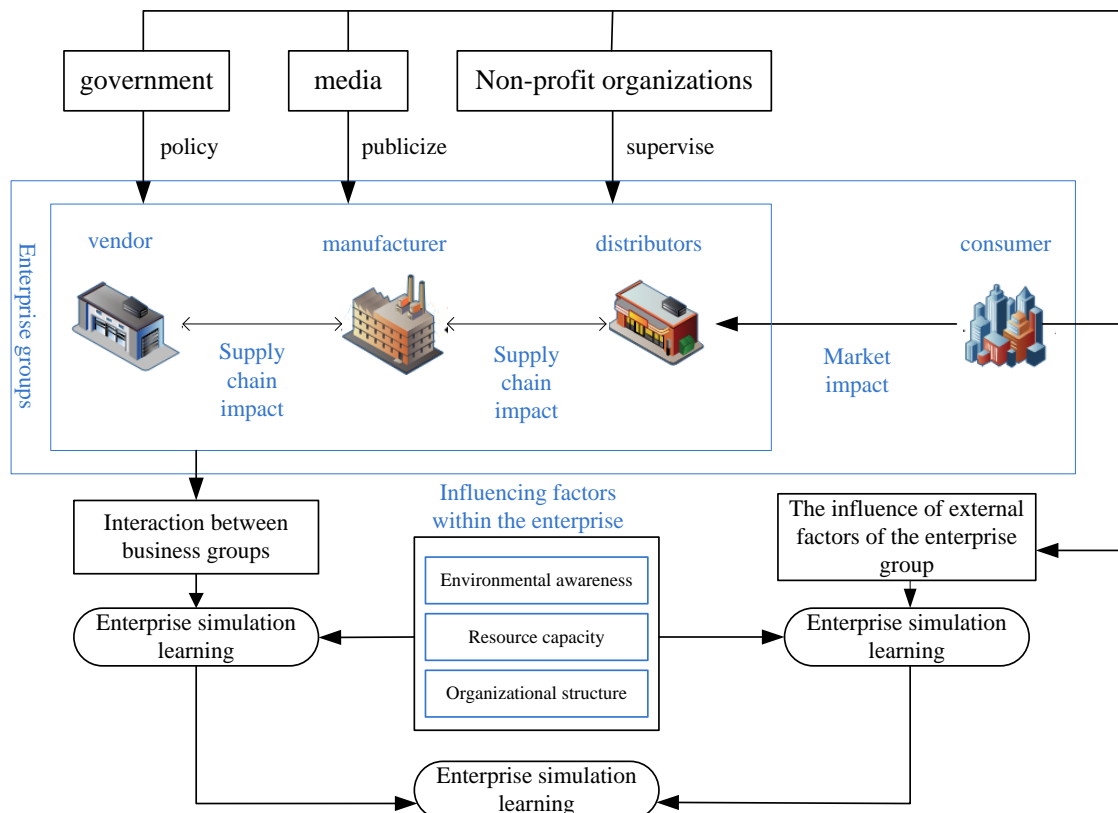 government
media
Non-profit organizations
policy
publicize
supervise
Enterprise groups
vendor
manufacturer
distributors
consumer
Supply
chain
impact
Supply
chain
impact
Market
impact
Interaction between
business groups
Influencing factors
within the enterprise
The influence of external
factors of the enterprise
group
Environmental awareness
Resource capacity
Organizational structure
Enterprise simulation
learning
Enterprise simulation
learning
Enterprise simulation
learning